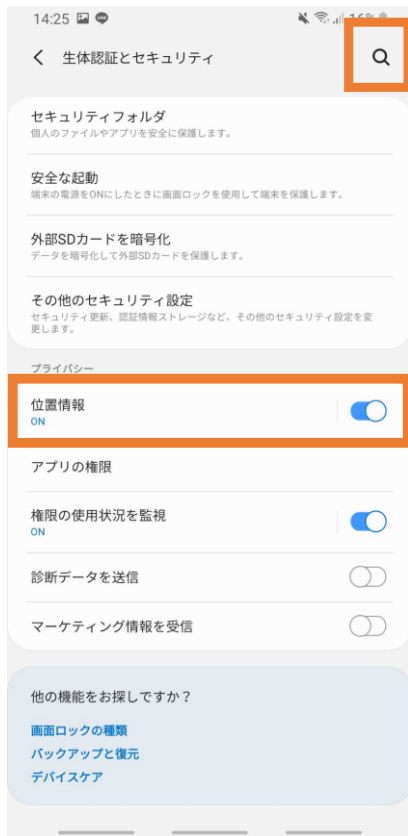 14:25
生体認証とセキュリティ
セキュリティフォルダ
個人のファイルやアプリを安全に保護します。
安全な起動
端末の電源をONにしたときに画面ロックを使用して端末を保護します。
外部SDカードを暗号化
データを暗号化して外部SDカードを保護します。
その他のセキュリティ設定
セキュリティ更新、認証情報ストレージなど、その他のセキュリティ設定を変
更します。
プライバシー
位置情報
ON
アプリの権限
権限の使用状況を監視
ON
診断データを送信
マーケティング情報を受信
他の機能をお探しですか？
画面ロックの種類
バックアップと復元
デバイスケア